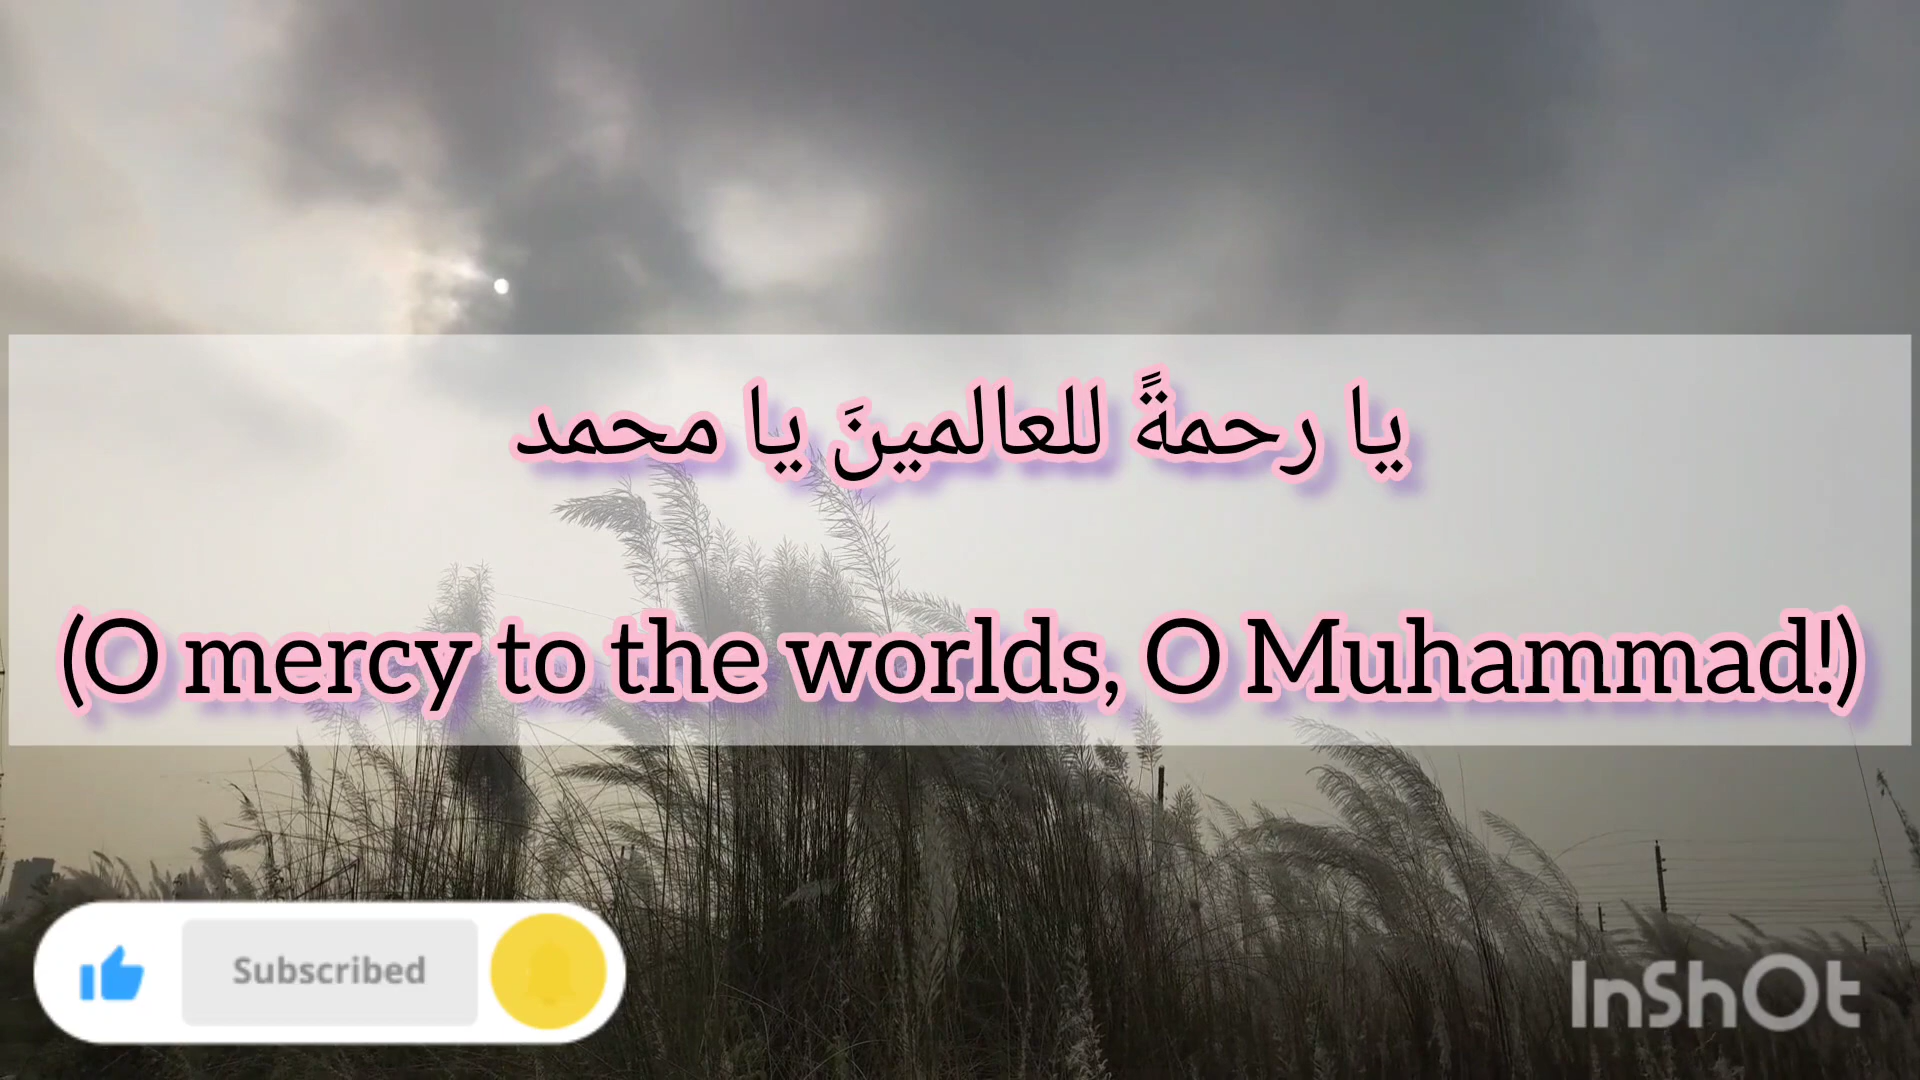 يا رحمةً للعالمينَ يا محمد
(O mercy to the worlds, O Muhammad!)
Subscribed
InShOt